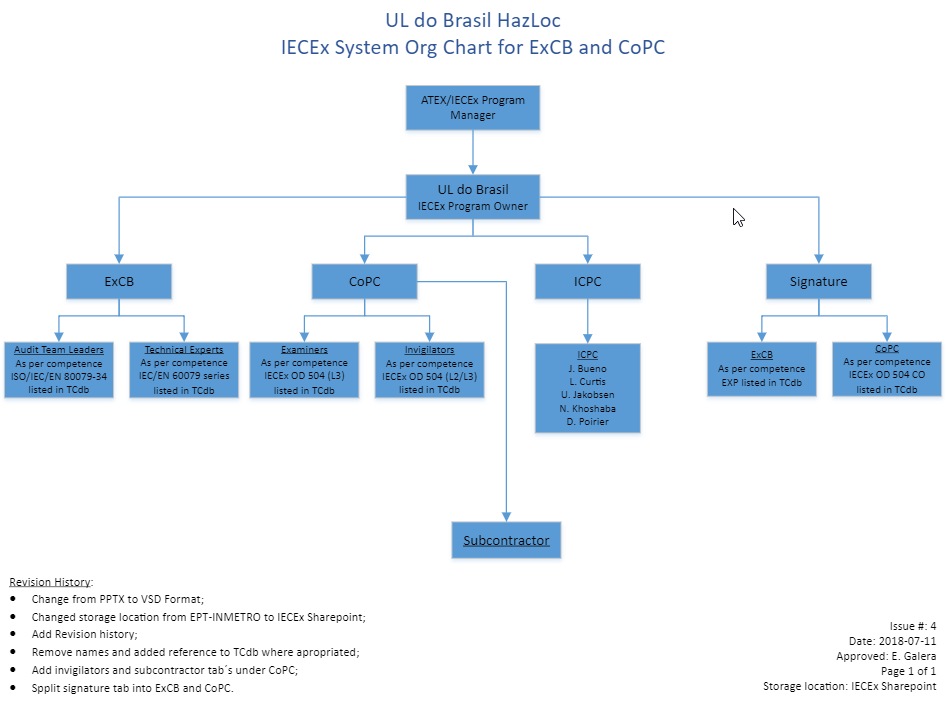 UL do Brasil HazLoc
IECEx System Org Chart for ExCB and CoPC
ATEX/IECEx Program
Manager
UL do Brasil
IECEx Program Owner
ExCB
CoPC
ICPC
Signature
Audit Team Leaders
As per competence
ISO/IEC/EN 80079-34
listed in TCdb
Technical Experts
As per competence
IEC/EN 60079 series
listed in TCdb
Examiners
As per competence
IECEx OD 504 (L3)
listed in TCdb
Invigilators
As per competence
IECEx OD 504 (L2/L3)
listed in TCdb
ICPC
J. Bueno
L. Curtis
U. Jakobsen
N. Khoshaba
D. Poirier
ExCB
As per competence
EXP listed in TCdb
CoPC
As per competence
IECEx OD 504 CO
listed in TCdb
Subcontractor
Revision History:
• Change from PPTX to VSD Format;
• Changed storage location from EPT-INMETRO to IECEx Sharepoint;
• Add Revision history;
• Remove names and added reference to TCdb where apropriated;
• Add invigilators and subcontractor tab´s under CoPC;
• Spplit signature tab into ExCB and CoPC.
Issue #: 4
Date: 2018-07-11
Approved: E. Galera
Page 1 of 1
Storage location: IECEx Sharepoint